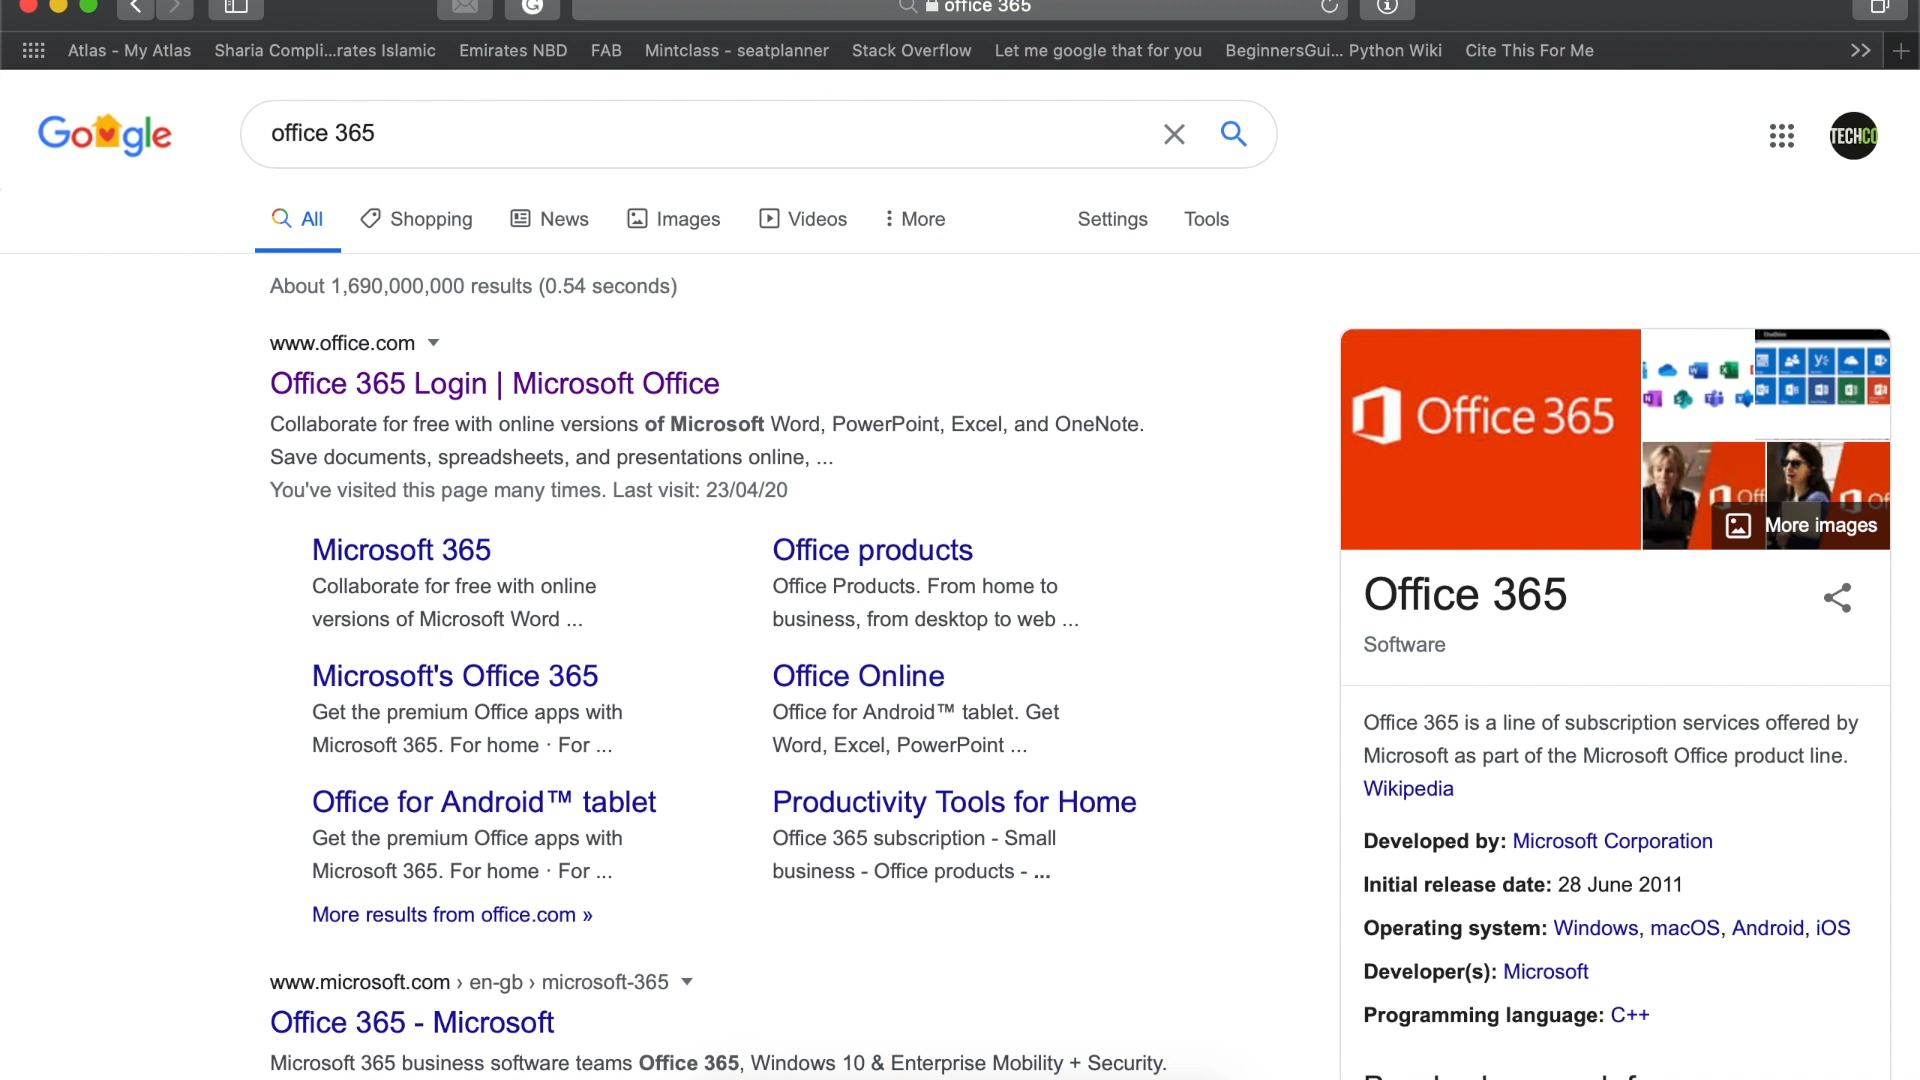 office 365
Atlas - My Atlas Sharia Compli...rates Islamic Emirates NBD FAB Mintclass - seatplanner Stack Overflow Let me google that for you BeginnersGui... Python Wiki Cite This For Me
Google
office 365
TECHCO
All Shopping News Images Videos More Settings Tools
About 1,690,000,000 results (0.54 seconds)
www.office.com
Office 365 Login | Microsoft Office
Collaborate for free with online versions of Microsoft Word, PowerPoint, Excel, and OneNote.
Save documents, spreadsheets, and presentations online, ...
You've visited this page many times. Last visit: 23/04/20
Microsoft 365
Collaborate for free with online
versions of Microsoft Word ...
Office products
Office Products. From home to
business, from desktop to web ...
Microsoft's Office 365
Get the premium Office apps with
Microsoft 365. For home · For ...
Office Online
Office for Android™ tablet. Get
Word, Excel, PowerPoint ...
Office for Android™ tablet
Get the premium Office apps with
Microsoft 365. For home · For ...
Productivity Tools for Home
Office 365 subscription - Small
business - Office products - ...
More results from office.com »
www.microsoft.com › en-gb › microsoft-365
Office 365 - Microsoft
Microsoft 365 business software teams Office 365, Windows 10 & Enterprise Mobility + Security.
Office 365
More images
Office 365
Software
Office 365 is a line of subscription services offered by
Microsoft as part of the Microsoft Office product line.
Wikipedia
Developed by: Microsoft Corporation
Initial release date: 28 June 2011
Operating system: Windows, macOS, Android, iOS
Developer(s): Microsoft
Programming language: C++